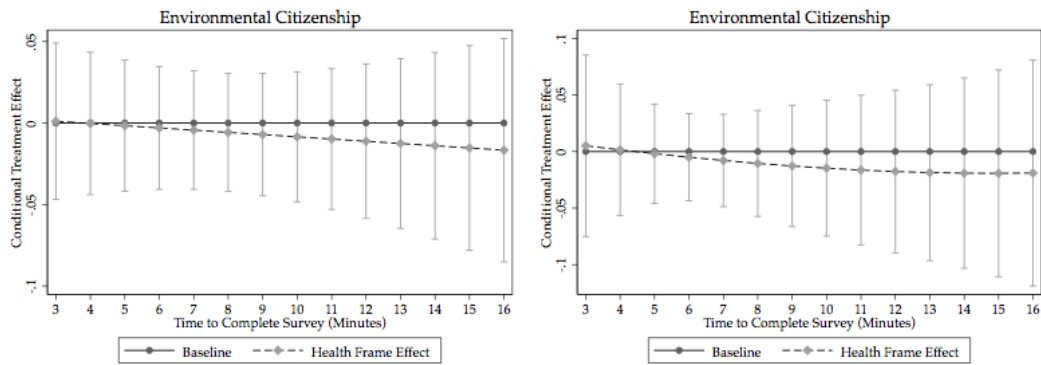 Environmental Citizenship
Conditional Treatment Effect
.05
0
-.05
-.1
3 4 5 6 7 8 9 10 11 12 13 14 15 16
Time to Complete Survey (Minutes)
Baseline Health Frame Effect
Environmental Citizenship
Conditional Treatment Effect
.1
.05
0
-.05
-.1
3 4 5 6 7 8 9 10 11 12 13 14 15 16
Time to Complete Survey (Minutes)
Baseline Health Frame Effect